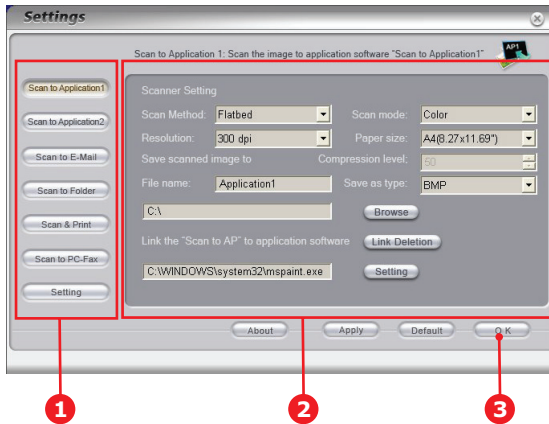 Settings
Scan to Application 1: Scan the image to application software "Scan to Application1"
AP1
Scan to Application1
Scan to Application2
Scan to E-Mail
Scan to Folder
Scan & Print
Scan to PC-Fax
Setting
Scanner Setting
Scan Method: Flatbed Scan mode: Color
Resolution: 300 dpi Paper size: A4(8.27x11.69")
Save scanned image to Compression level: 50
File name: Application1 Save as type: BMP
C:\ Browse
Link the "Scan to AP" to application software Link Deletion
C:\WINDOWS\system32\mspaint.exe Setting
About Apply Default OK
1 2 3